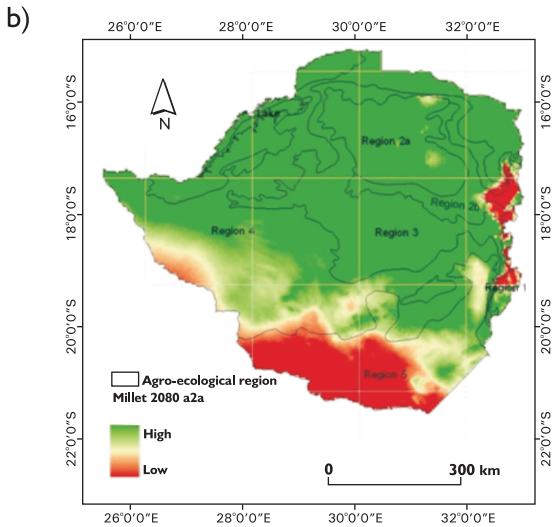 b)
26°0'0"E 28°0'0"E 30°0'0"E 32°0'0"E
16°0'0"S
18°0'0"S
20°0'0"S
22°0'0"S
N
Lake
Region 2a
Region 2b
Region 4
Region 3
Region 1
Region 5
Agro-ecological region
Millet 2080 a2a
High
Low
0 300 km
16°0'0"S
18°0'0"S
20°0'0"S
22°0'0"S
26°0'0"E 28°0'0"E 30°0'0"E 32°0'0"E